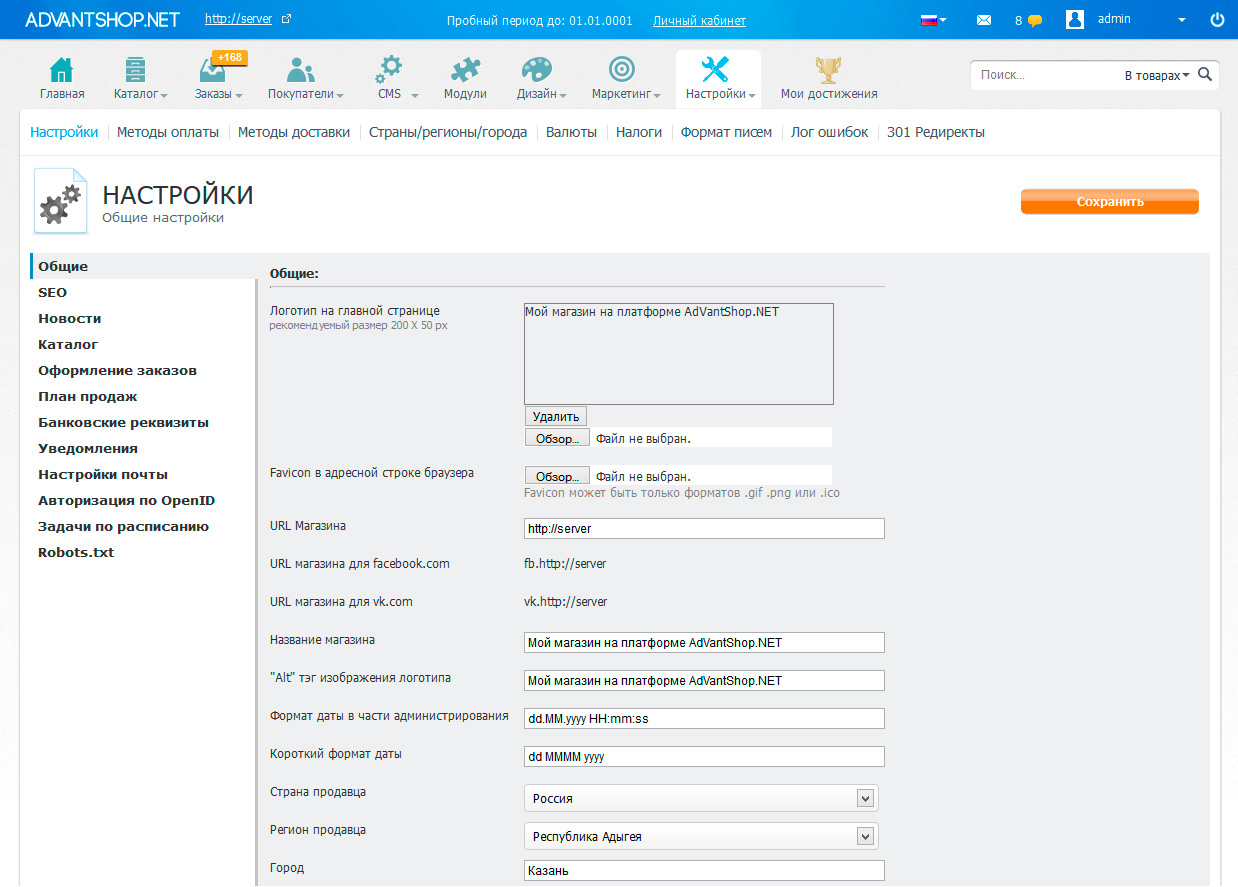 ADVANTSHOP.NET http://server Пробный период до: 01.01.0001 Личный кабинет 8 admin
+168
Главная Каталог Заказы Покупатели CMS Модули Дизайн Маркетинг Настройки Мои достижения Поиск... В товарах
Настройки Методы оплаты Методы доставки Страны/регионы/города Валюты Налоги Формат писем Лог ошибок 301 Редиректы
НАСТРОЙКИ
Общие настройки
Сохранить
Общие
SEO
Новости
Каталог
Оформление заказов
План продаж
Банковские реквизиты
Уведомления
Настройки почты
Авторизация по OpenID
Задачи по расписанию
Robots.txt
Общие:
Логотип на главной странице
рекомендуемый размер 200 X 50 px
Мой магазин на платформе AdVantShop.NET
Удалить
Обзор... Файл не выбран.
Favicon в адресной строке браузера Обзор... Файл не выбран.
Favicon может быть только форматов .gif .png или .ico
URL Магазина http://server
URL магазина для facebook.com fb.http://server
URL магазина для vk.com vk.http://server
Название магазина Мой магазин на платформе AdVantShop.NET
"Alt" тэг изображения логотипа Мой магазин на платформе AdVantShop.NET
Формат даты в части администрирования dd.MM.yyyy HH:mm:ss
Короткий формат даты dd MMMM yyyy
Страна продавца Россия
Регион продавца Республика Адыгея
Город Казань